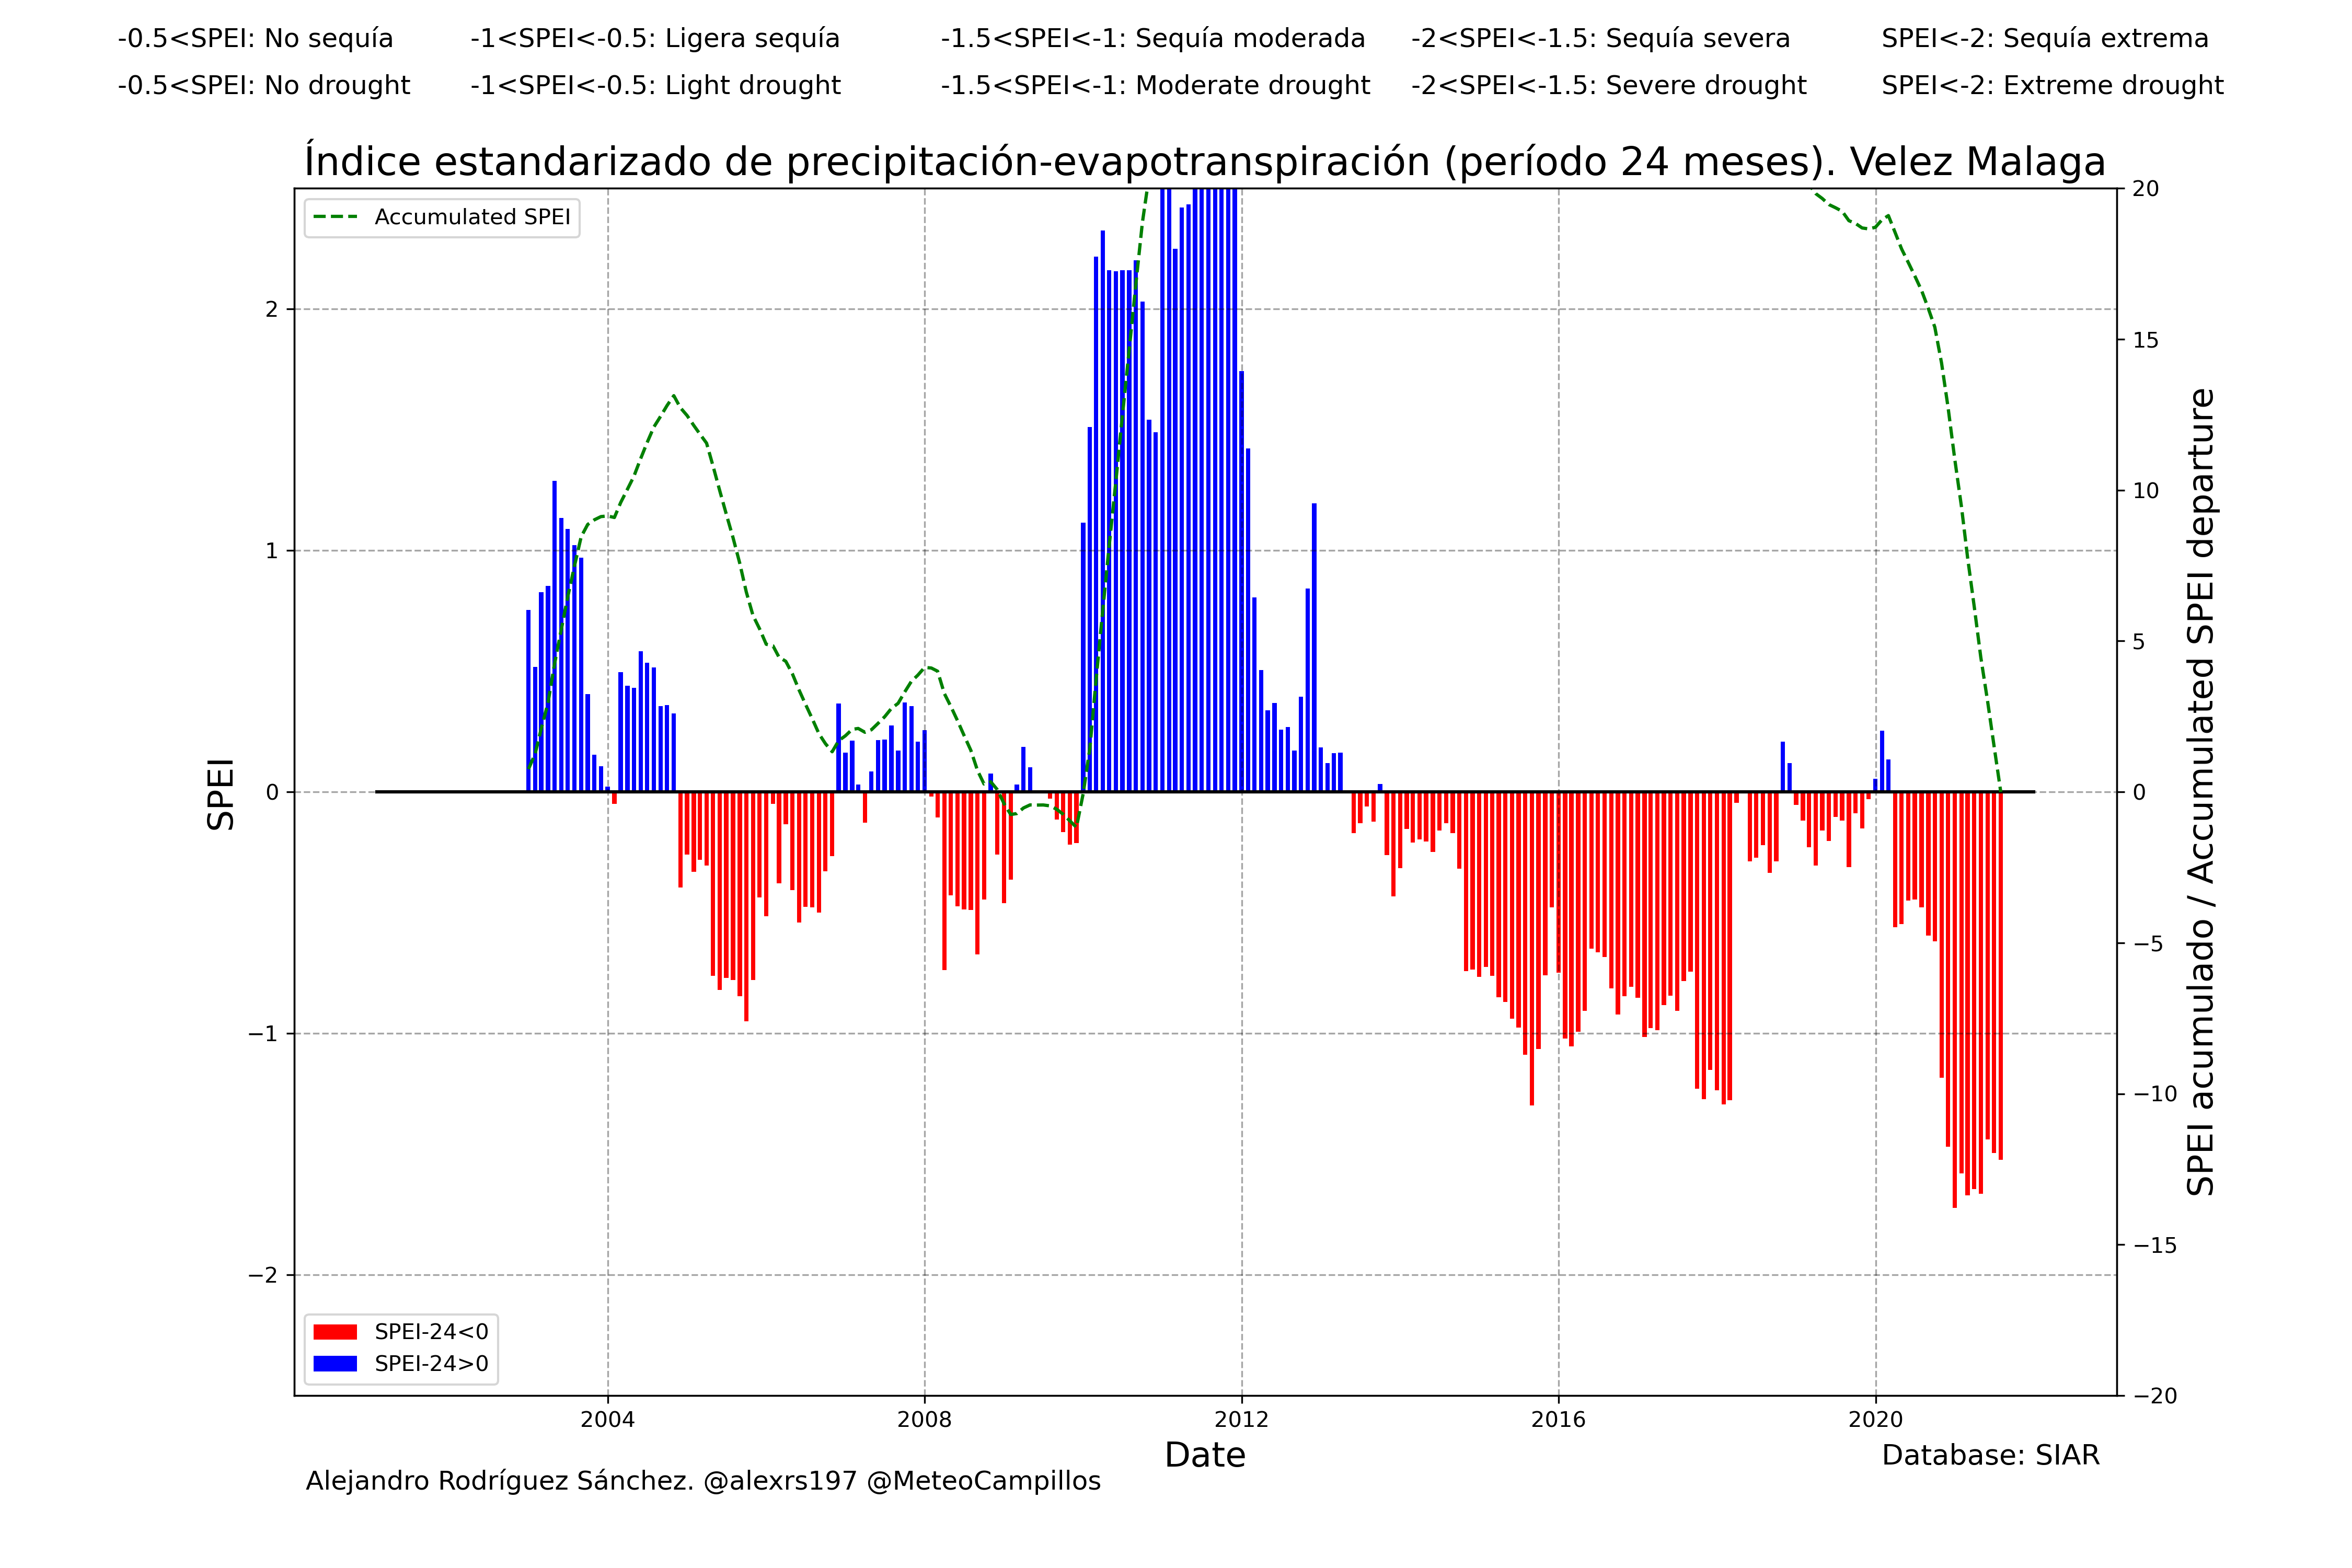 -0.5<SPEI: No sequía -1<SPEI<-0.5: Ligera sequía -1.5<SPEI<-1: Sequía moderada -2<SPEI<-1.5: Sequía severa SPEI<-2: Sequía extrema
-0.5<SPEI: No drought -1<SPEI<-0.5: Light drought -1.5<SPEI<-1: Moderate drought -2<SPEI<-1.5: Severe drought SPEI<-2: Extreme drought
Índice estandarizado de precipitación-evapotranspiración (período 24 meses). Velez Malaga
Accumulated SPEI
SPEI
2
1
0
−1
−2
20
15
10
5
0
−5
−10
−15
−20
SPEI acumulado / Accumulated SPEI departure
SPEI-24<0
SPEI-24>0
2004 2008 2012 2016 2020
Date
Database: SIAR
Alejandro Rodríguez Sánchez. @alexrs197 @MeteoCampillos